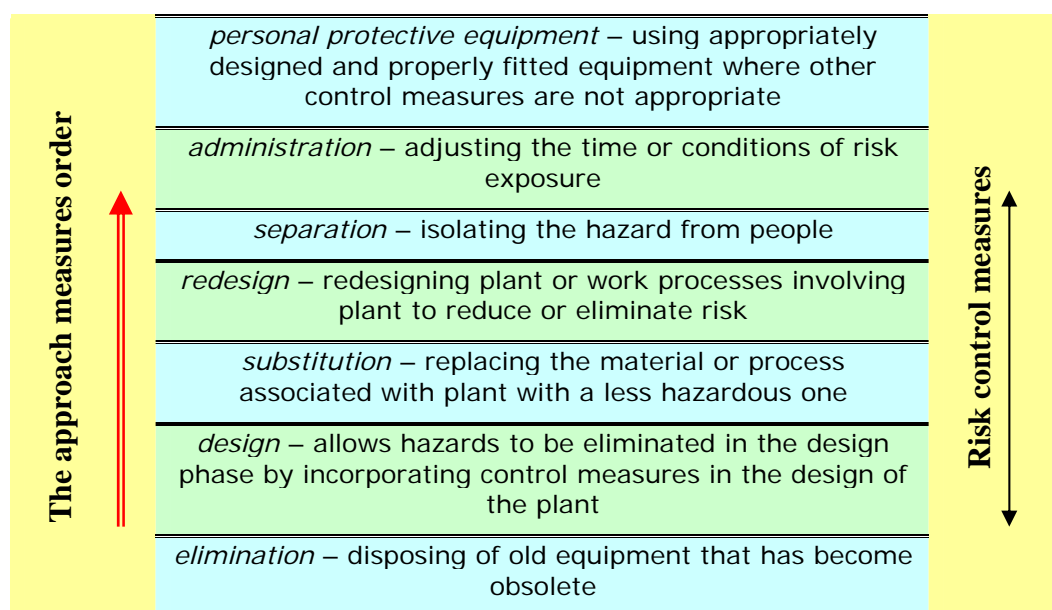 The approach measures order
personal protective equipment – using appropriately
designed and properly fitted equipment where other
control measures are not appropriate
administration – adjusting the time or conditions of risk
exposure
separation – isolating the hazard from people
redesign – redesigning plant or work processes involving
plant to reduce or eliminate risk
substitution – replacing the material or process
associated with plant with a less hazardous one
design – allows hazards to be eliminated in the design
phase by incorporating control measures in the design of
the plant
elimination – disposing of old equipment that has become
obsolete
Risk control measures